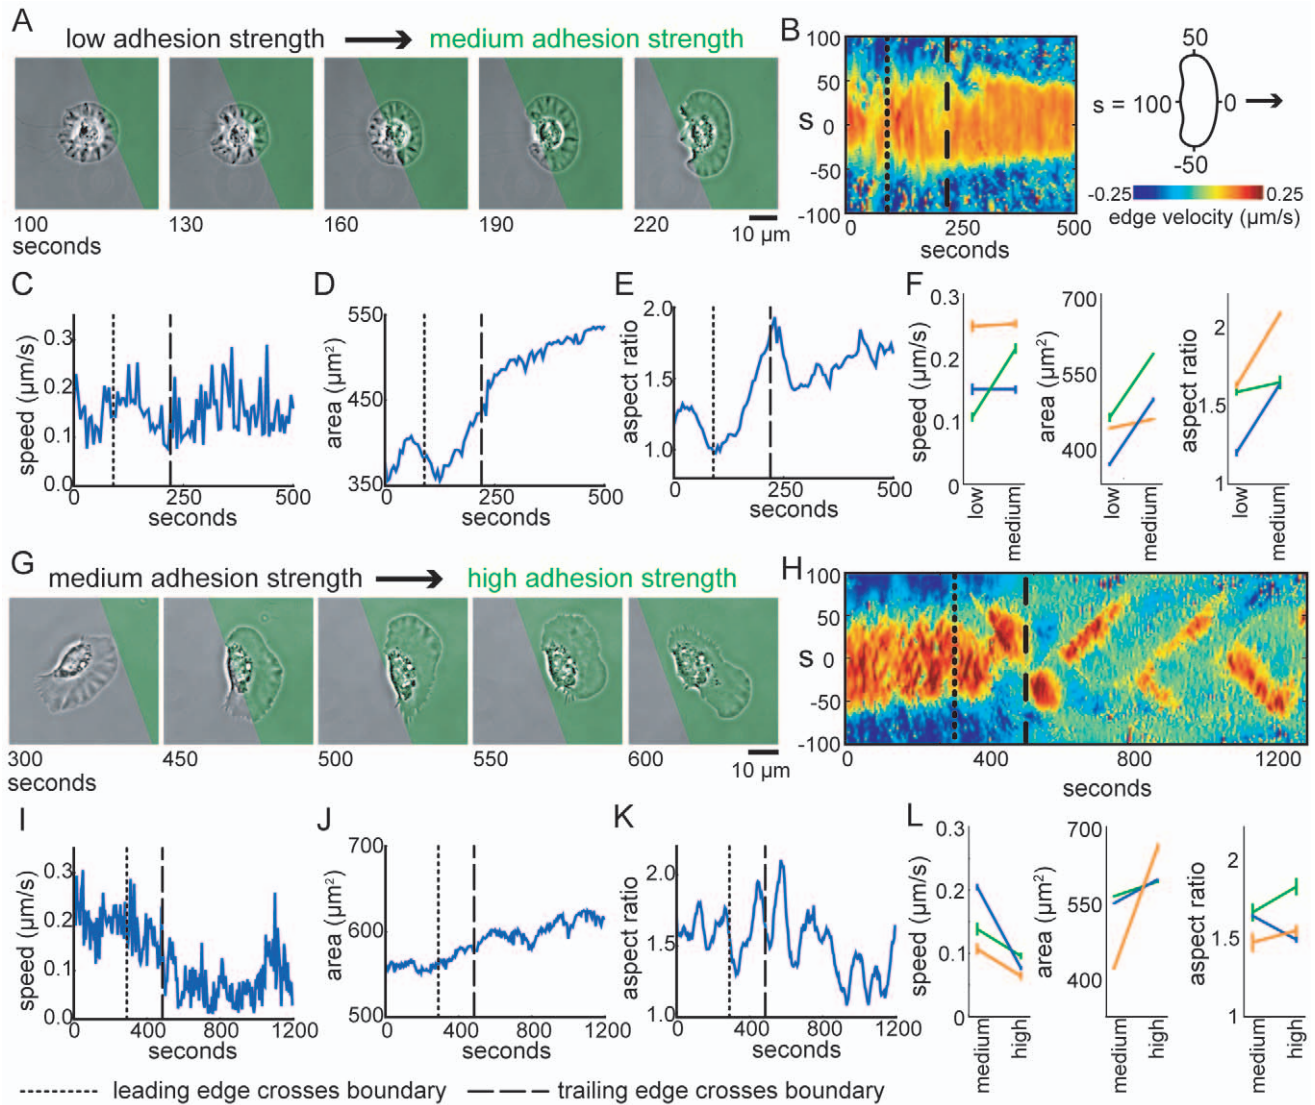 A
low adhesion strength → medium adhesion strength
100 seconds
130
160
190
220
10 µm
B
100
50
0
-50
-100
s
0
250
500
seconds
50
s = 100
0
-50
-0.25
0.25
edge velocity (µm/s)
C
speed (µm/s)
0.3
0.2
0.1
0.0
0
250
500
seconds
D
area (µm²)
550
450
350
0
250
500
seconds
E
aspect ratio
2.0
1.5
1.0
0
250
500
seconds
F
speed (µm/s)
0.3
0.2
0.1
0
low
medium
area (µm²)
700
550
400
low
medium
aspect ratio
2
1.5
1
low
medium
G
medium adhesion strength → high adhesion strength
300 seconds
450
500
550
600
10 µm
H
100
50
0
-50
-100
s
0
400
800
1200
seconds
I
speed (µm/s)
0.3
0.2
0.1
0.0
0
400
800
1200
seconds
J
area (µm²)
700
600
500
0
400
800
1200
seconds
K
aspect ratio
2.0
1.5
1.0
0
400
800
1200
seconds
L
speed (µm/s)
0.3
0.2
0.1
0
medium
high
area (µm²)
700
550
400
medium
high
aspect ratio
2
1.5
1
medium
high
leading edge crosses boundary
trailing edge crosses boundary